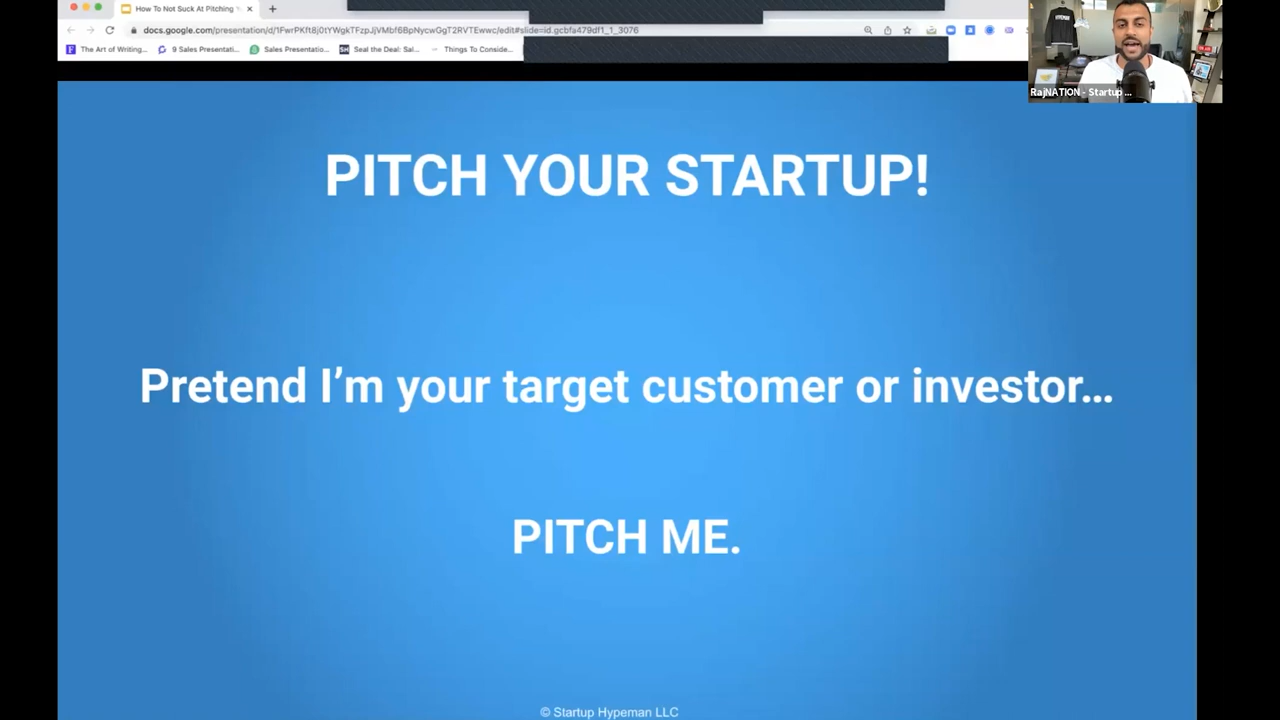 How To Not Suck At Pitching
docs.google.com/presentation/d/1FwrPKft8j0tYWgkTFzpJjVMbf6BpNycwGgT2RVTEwwc/edit#slide=id.gcbfa479df1_1_3076
The Art of Writing... 9 Sales Presentati... Sales Presentatio... SH Seal the Deal: Sal... Things To Conside...
HYPEMAN
RajNATION - Startup ...
PITCH YOUR STARTUP!
Pretend I’m your target customer or investor...
PITCH ME.
© Startup Hypeman LLC